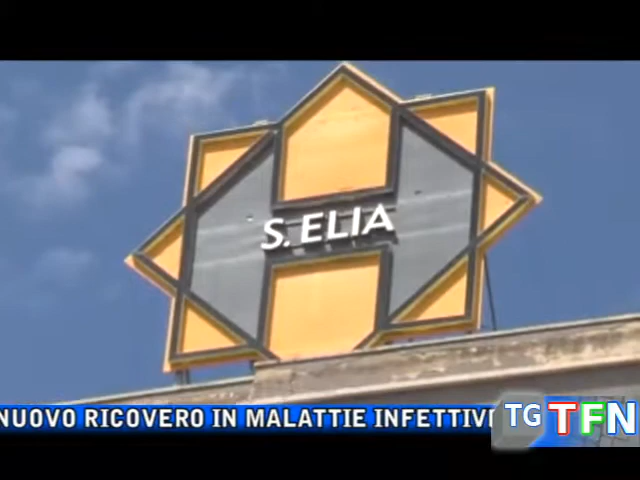 S. ELIA
NUOVO RICOVERO IN MALATTIE INFETTIVE
TG TFN